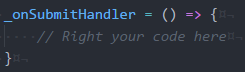 _onSubmitHandler = () => {
// Right your code here
}